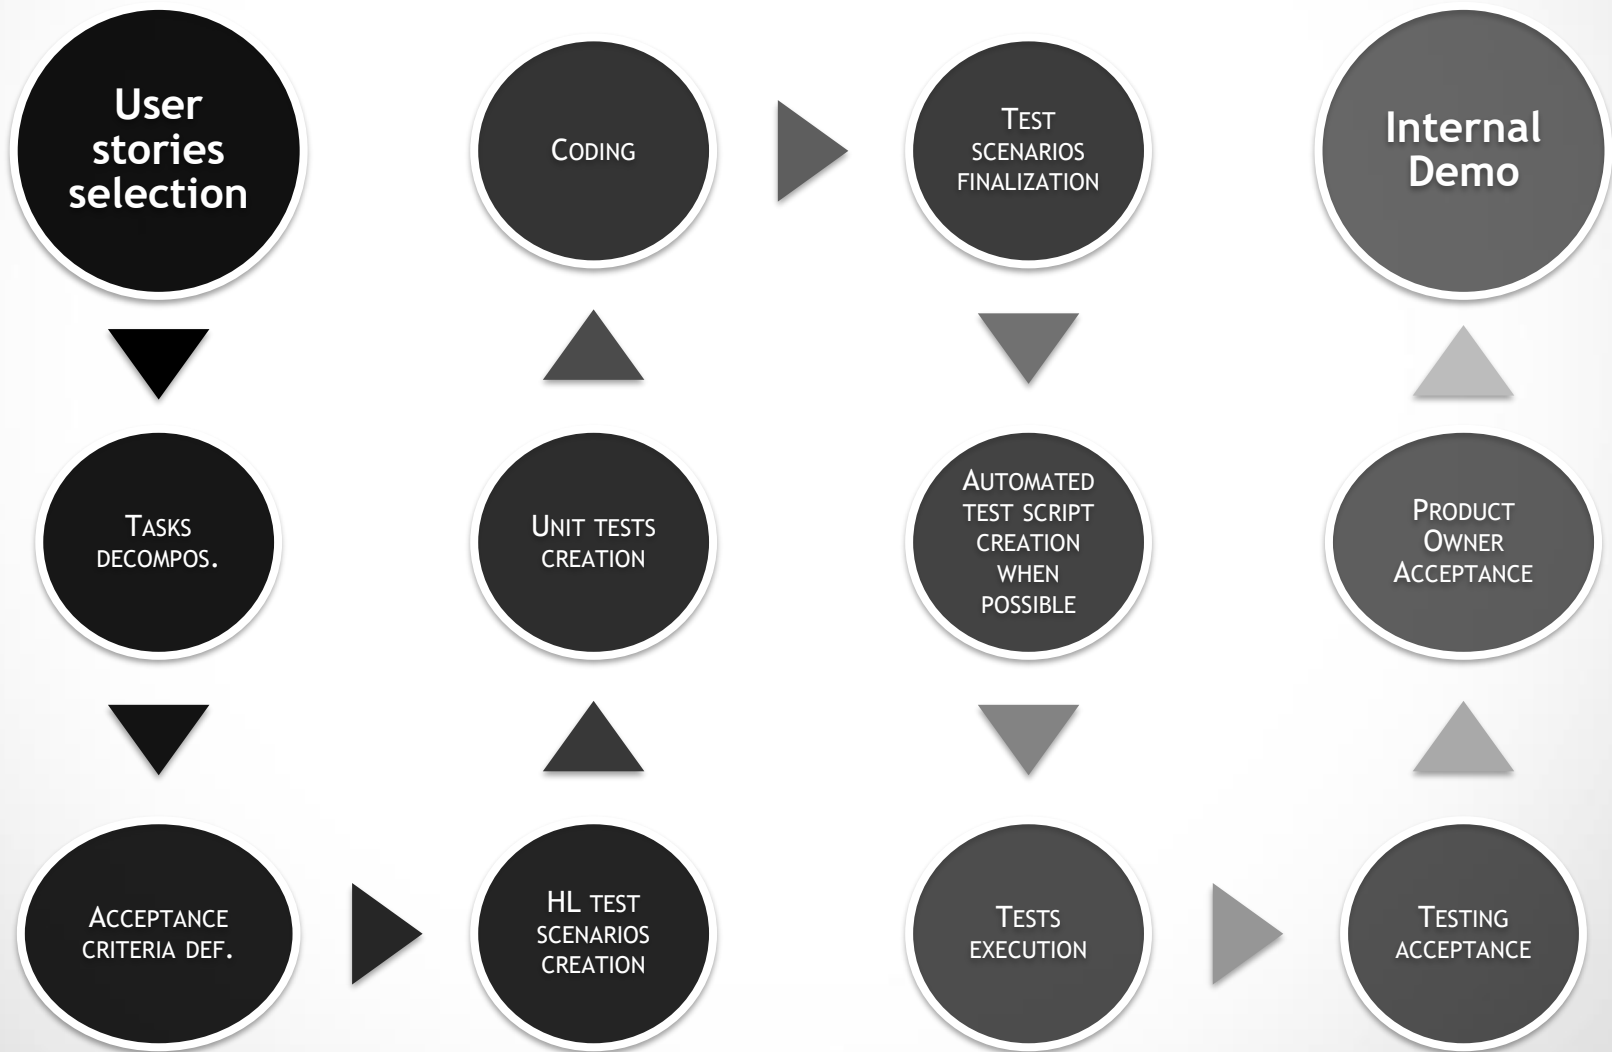 User
stories
selection
TASKS
DECOMPOS.
ACCEPTANCE
CRITERIA DEF.
HL TEST
SCENARIOS
CREATION
UNIT TESTS
CREATION
CODING
TEST
SCENARIOS
FINALIZATION
AUTOMATED
TEST SCRIPT
CREATION
WHEN
POSSIBLE
TESTS
EXECUTION
TESTING
ACCEPTANCE
PRODUCT
OWNER
ACCEPTANCE
Internal
Demo